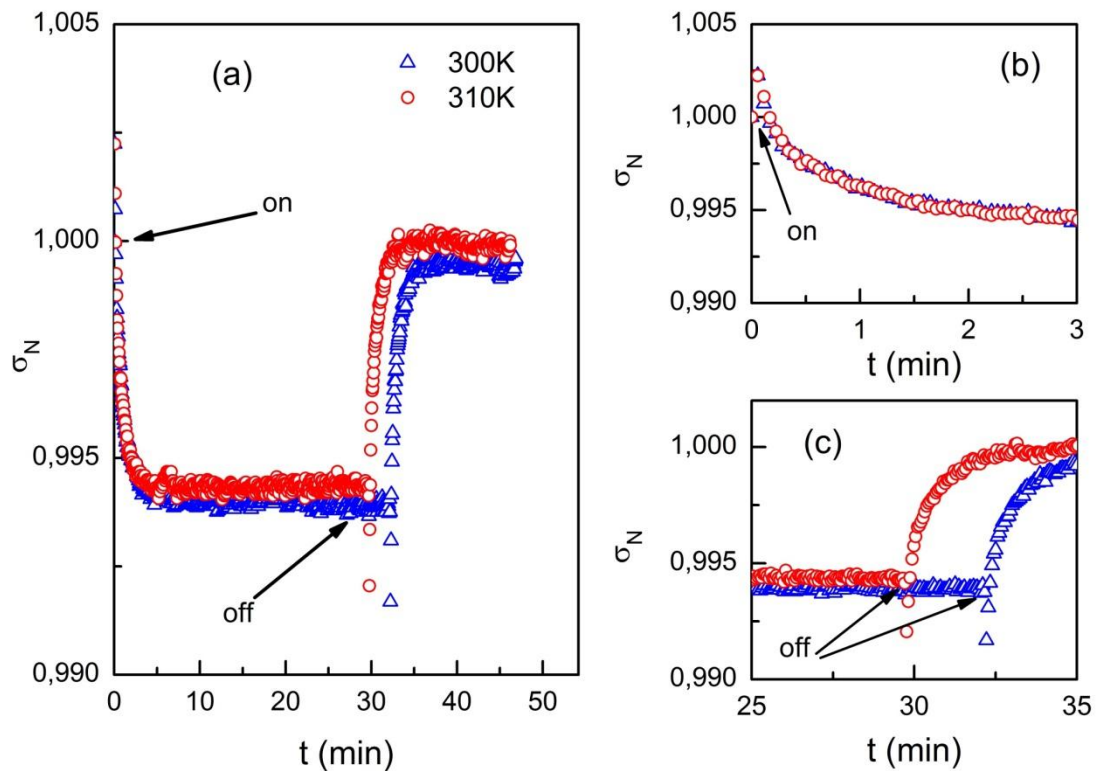 (a)
300K
310K
1,005
1,000
0,995
0,990
σN
on
off
0 10 20 30 40 50
t (min)
(b)
1,005
1,000
0,995
0,990
σN
on
0 1 2 3
t (min)
(c)
1,000
0,995
0,990
σN
off
25 30 35
t (min)